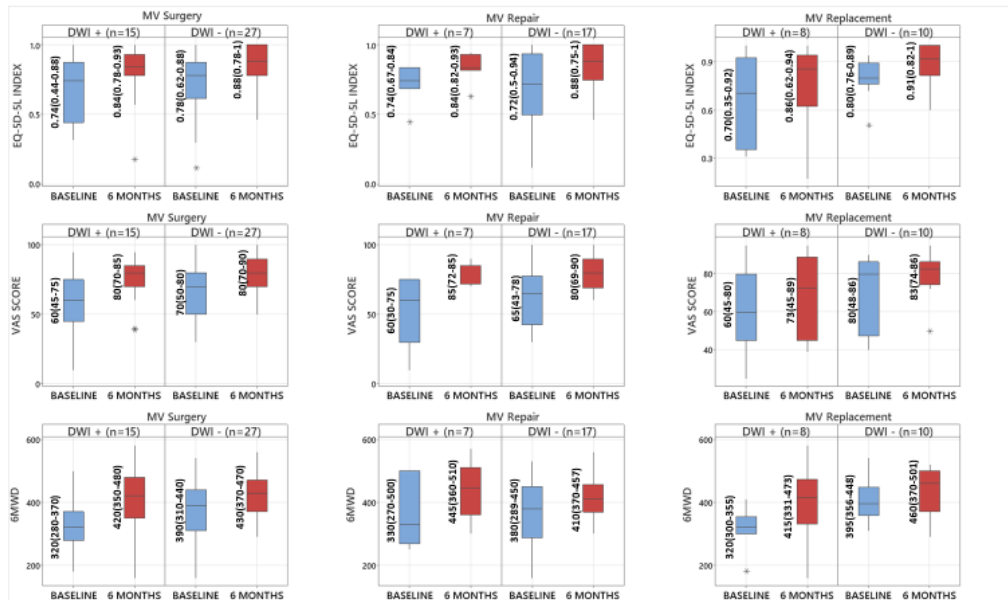 MV Surgery
DWI + (n=15) DWI - (n=27)
EQ-5D-5L INDEX
1.0
0.5
0.0
0.74(0.44-0.88)
0.84(0.78-0.93)
0.78(0.62-0.88)
0.88(0.78-1)
BASELINE 6 MONTHS BASELINE 6 MONTHS
MV Repair
DWI + (n=7) DWI - (n=17)
EQ-5D-5L INDEX
1.0
0.5
0.0
0.74(0.67-0.84)
0.84(0.82-0.93)
0.72(0.5-0.94)
0.88(0.75-1)
BASELINE 6 MONTHS BASELINE 6 MONTHS
MV Replacement
DWI + (n=8) DWI - (n=10)
EQ-5D-5L INDEX
0.9
0.6
0.3
0.70(0.35-0.92)
0.86(0.62-0.94)
0.80(0.76-0.89)
0.91(0.82-1)
BASELINE 6 MONTHS BASELINE 6 MONTHS
MV Surgery
DWI + (n=15) DWI - (n=27)
VAS SCORE
100
50
0
60(45-75)
80(70-85)
70(50-80)
80(70-90)
BASELINE 6 MONTHS BASELINE 6 MONTHS
MV Repair
DWI + (n=7) DWI - (n=17)
VAS SCORE
100
50
0
60(30-75)
85(72-85)
65(43-78)
80(69-90)
BASELINE 6 MONTHS BASELINE 6 MONTHS
MV Replacement
DWI + (n=8) DWI - (n=10)
VAS SCORE
80
60
40
60(45-80)
73(45-89)
80(48-86)
83(74-86)
BASELINE 6 MONTHS BASELINE 6 MONTHS
MV Surgery
DWI + (n=15) DWI - (n=27)
6MWD
600
400
200
320(280-370)
420(350-480)
390(310-440)
430(370-470)
BASELINE 6 MONTHS BASELINE 6 MONTHS
MV Repair
DWI + (n=7) DWI - (n=17)
6MWD
600
400
200
330(270-500)
445(360-510)
380(289-450)
410(370-457)
BASELINE 6 MONTHS BASELINE 6 MONTHS
MV Replacement
DWI + (n=8) DWI - (n=10)
6MWD
600
400
200
320(300-355)
415(331-473)
395(356-448)
460(370-501)
BASELINE 6 MONTHS BASELINE 6 MONTHS